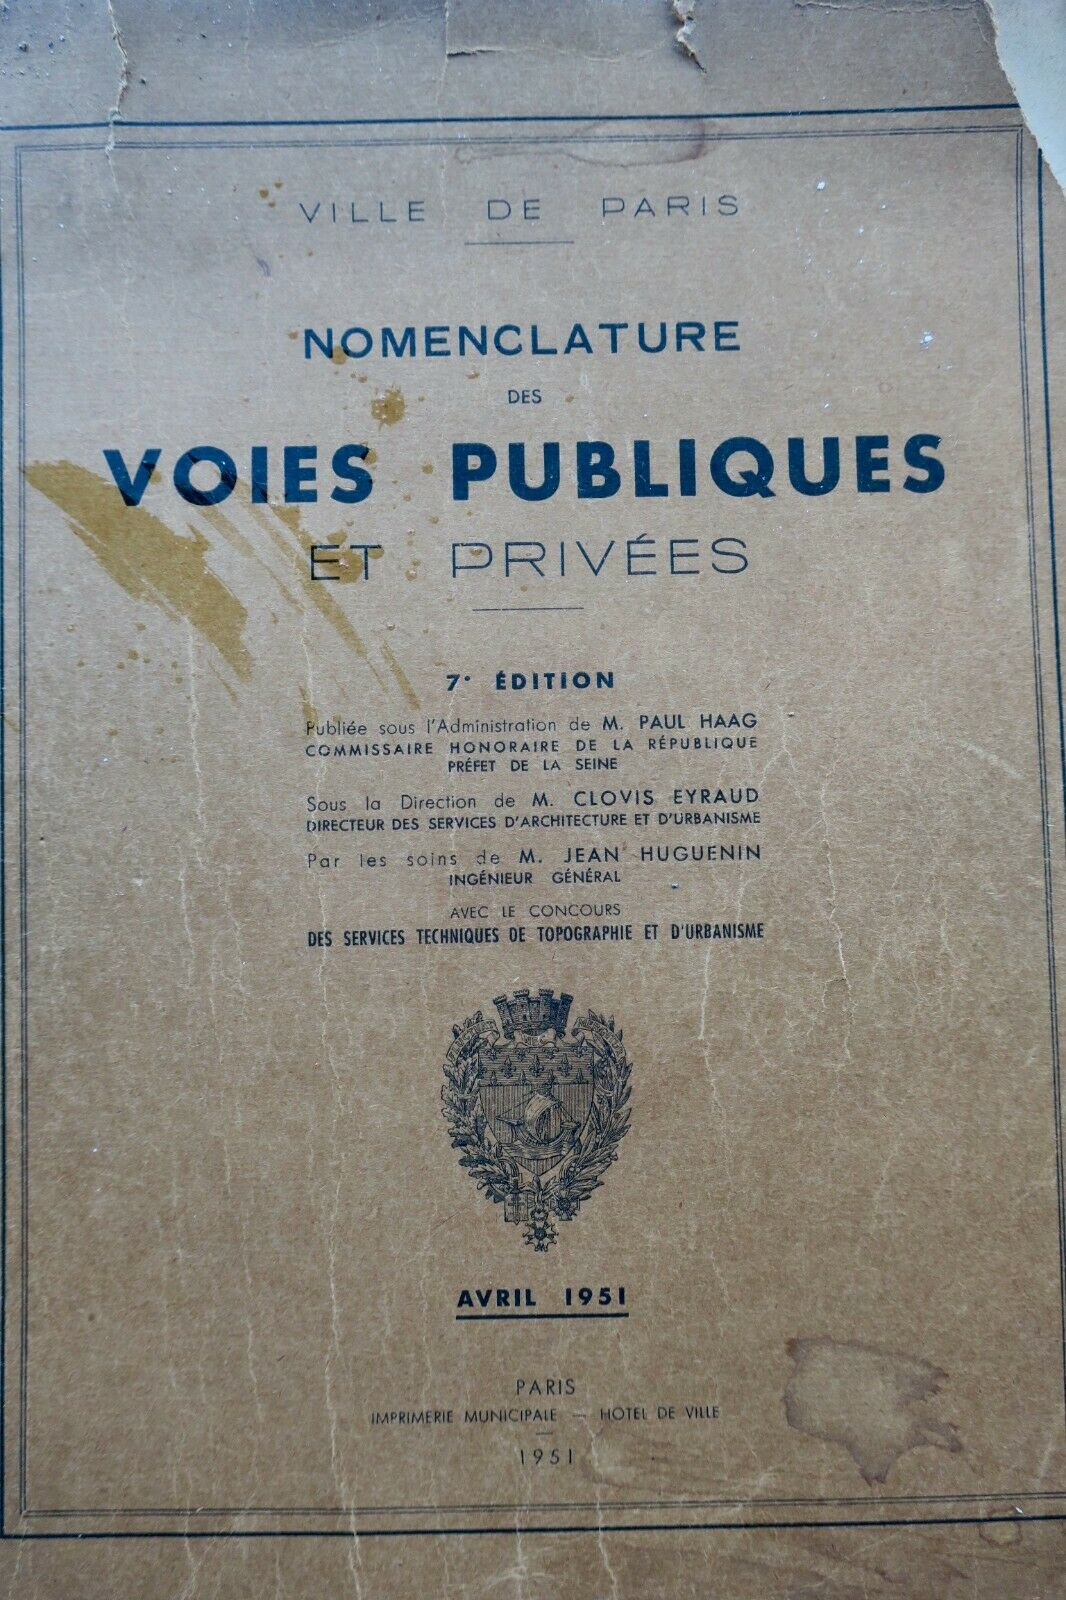 VILLE DE PARIS
NOMENCLATURE
DES
VOIES PUBLIQUES
ET PRIVÉES
7e ÉDITION
Publiée sous l'Administration de M. PAUL HAAG
COMMISSAIRE HONORAIRE DE LA RÉPUBLIQUE
PRÉFET DE LA SEINE
Sous la Direction de M. CLOVIS EYRAUD
DIRECTEUR DES SERVICES D'ARCHITECTURE ET D'URBANISME
Par les soins de M. JEAN HUGUENIN
INGÉNIEUR GÉNÉRAL
AVEC LE CONCOURS
DES SERVICES TECHNIQUES DE TOPOGRAPHIE ET D'URBANISME
AVRIL 1951
PARIS
IMPRIMERIE MUNICIPALE — HOTEL DE VILLE
1951